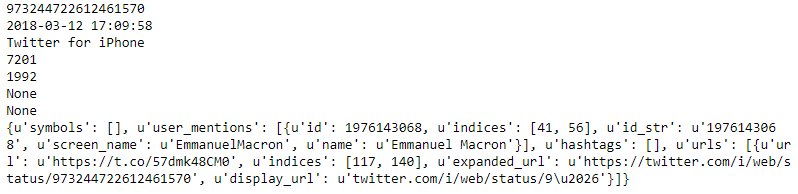 973244722612461570
2018-03-12 17:09:58
Twitter for iPhone
7201
1992
None
None
{u'symbols': [], u'user_mentions': [{u'id': 1976143068, u'indices': [41, 56], u'id_str': u'197614306
8', u'screen_name': u'EmmanuelMacron', u'name': u'Emmanuel Macron'}], u'hashtags': [], u'urls': [{u'ur
l': u'https://t.co/57dmk48CM0', u'indices': [117, 140], u'expanded_url': u'https://twitter.com/i/web/s
tatus/973244722612461570', u'display_url': u'twitter.com/i/web/status/9\u2026'}]}